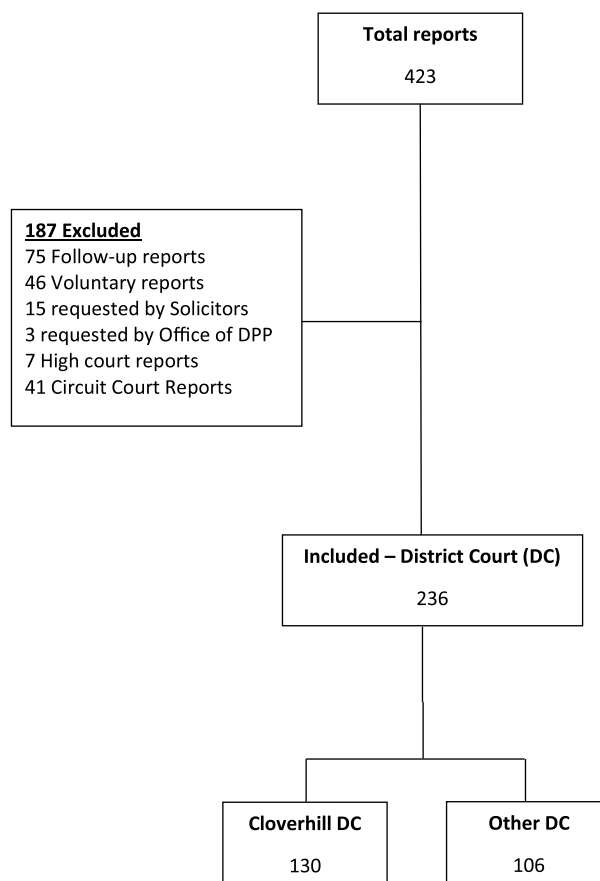 Total reports
423
187 Excluded
75 Follow-up reports
46 Voluntary reports
15 requested by Solicitors
3 requested by Office of DPP
7 High court reports
41 Circuit Court Reports
Included – District Court (DC)
236
Cloverhill DC
130
Other DC
106